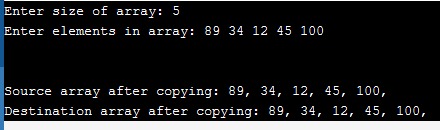 Enter size of array: 5
Enter elements in array: 89 34 12 45 100
Source array after copying: 89, 34, 12, 45, 100,
Destination array after copying: 89, 34, 12, 45, 100,